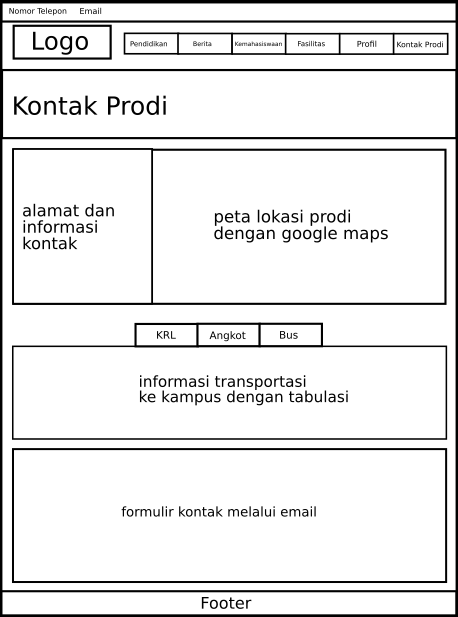 Nomor Telepon Email
Logo
Pendidikan Berita Kemahasiswaan Fasilitas Profil Kontak Prodi
Kontak Prodi
alamat dan
informasi
kontak
peta lokasi prodi
dengan google maps
KRL Angkot Bus
informasi transportasi
ke kampus dengan tabulasi
formulir kontak melalui email
Footer